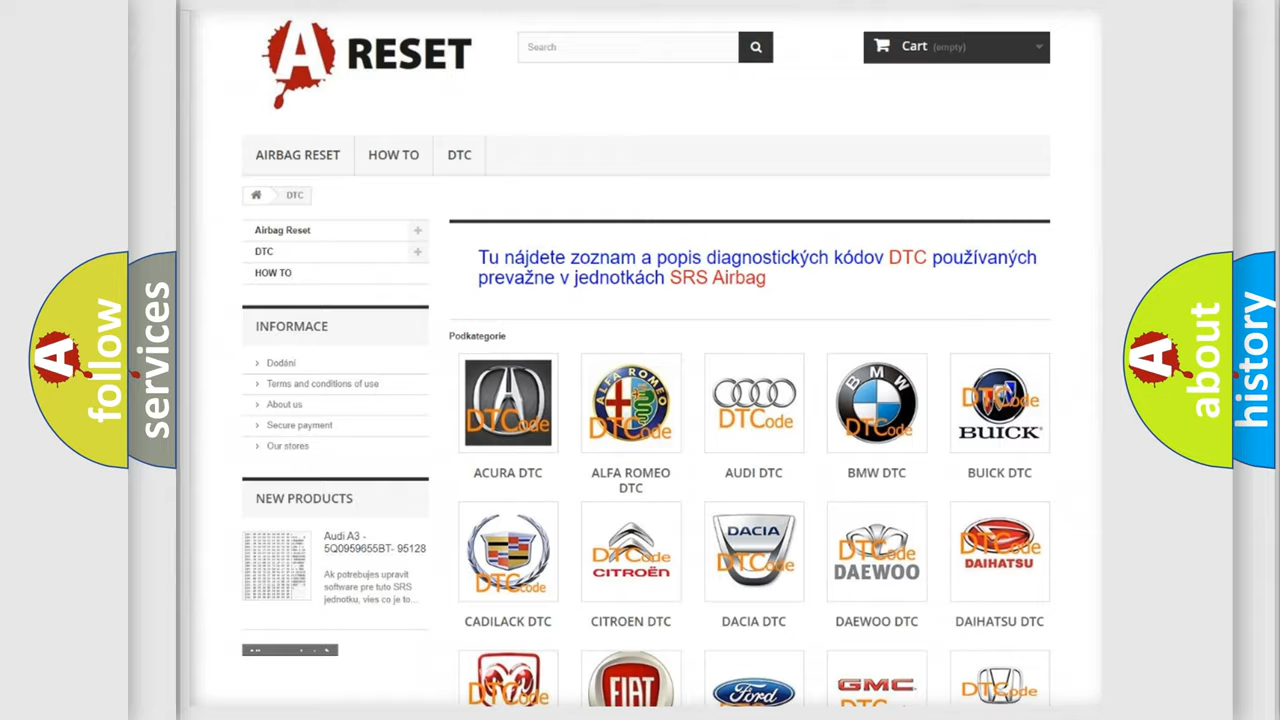 A RESET
Search
Cart (empty)
AIRBAG RESET
HOW TO
DTC
DTC
Airbag Reset
DTC
HOW TO
INFORMACE
Dodání
Terms and conditions of use
About us
Secure payment
Our stores
NEW PRODUCTS
Audi A3 -
5Q0959655BT- 95128
Ak potrebujes upravit
software pre tuto SRS
jednotku, vies co je to...
Tu nájdete zoznam a popis diagnostických kódov DTC používaných
prevažne v jednotkách SRS Airbag
Podkategorie
DTCode
ALFA ROMEO
DTCode
DTCode
BMW
DTCode
DTCode
BUICK
ACURA DTC
ALFA ROMEO
DTC
AUDI DTC
BMW DTC
BUICK DTC
DTCode
DTCode
CITROËN
DACIA
DTCode
DTCode
DAEWOO
DTCode
DAIHATSU
CADILACK DTC
CITROEN DTC
DACIA DTC
DAEWOO DTC
DAIHATSU DTC
DTCode
FIAT
Ford
DTCode
GMC
DTCode
A follow
services
A about
history